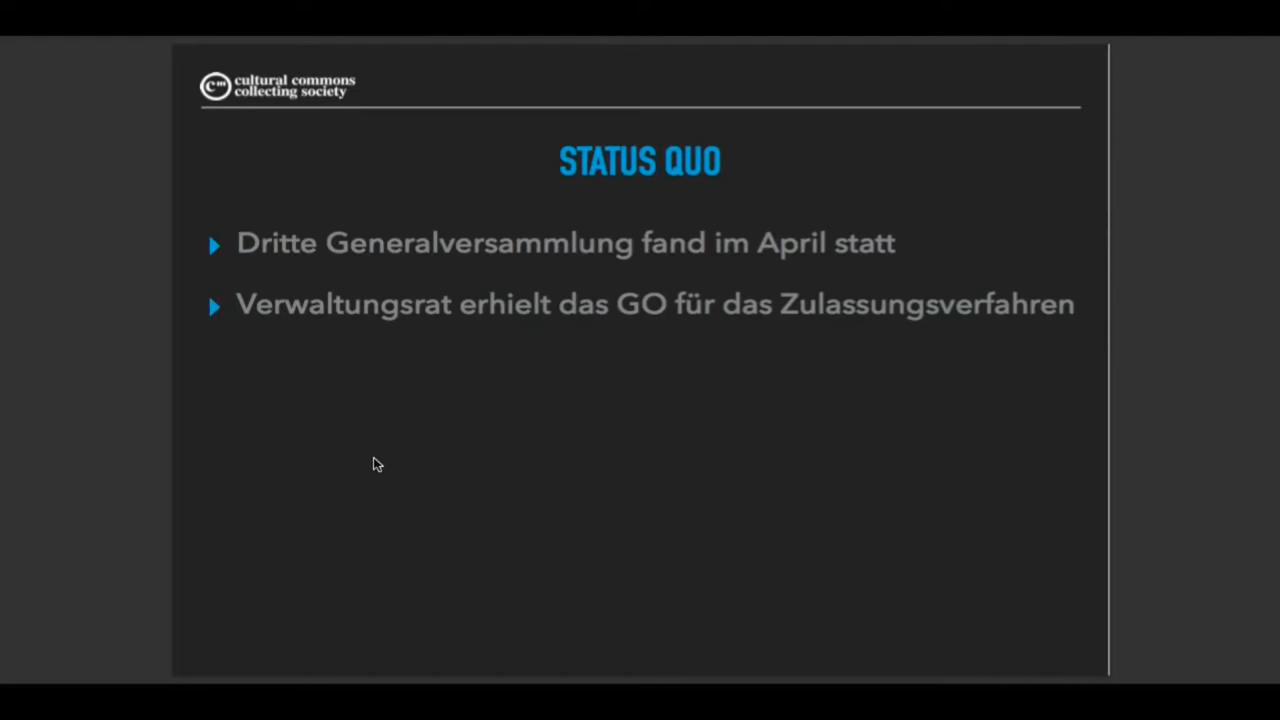 cultural commons
collecting society
STATUS QUO
Dritte Generalversammlung fand im April statt
Verwaltungsrat erhielt das GO für das Zulassungsverfahren